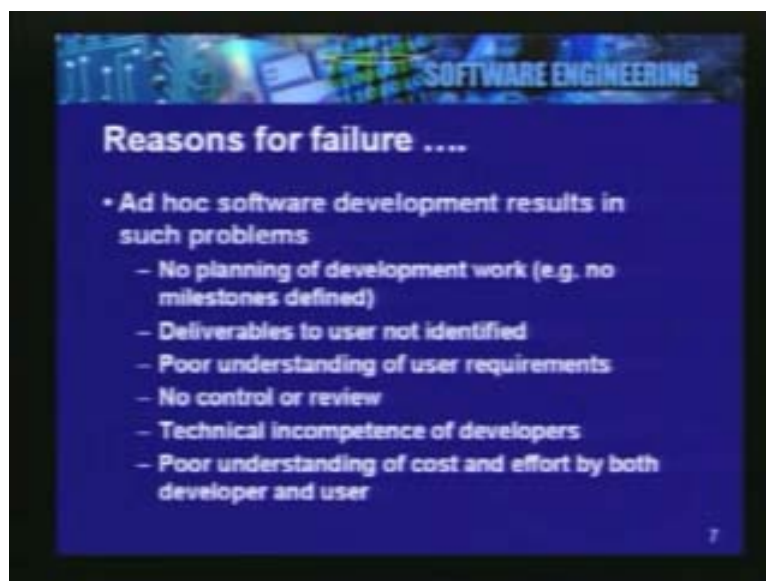 SOFTWARE ENGINEERING
Reasons for failure ....
• Ad hoc software development results in
such problems
– No planning of development work (e.g. no
milestones defined)
– Deliverables to user not identified
– Poor understanding of user requirements
– No control or review
– Technical incompetence of developers
– Poor understanding of cost and effort by both
developer and user
7